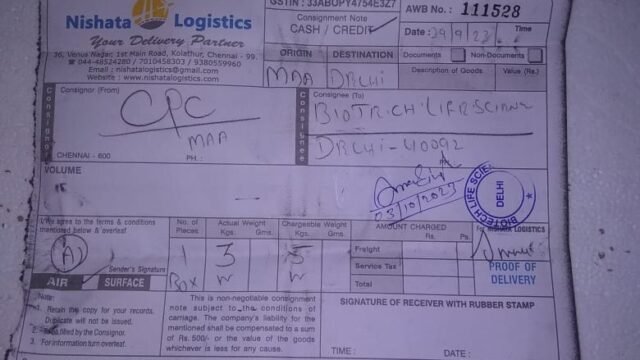 Nishata Logistics
Your Delivery Partner
36, Venus Nagar, 1st Main Road, Kolathur, Chennai - 99.
044-48524280 / 7010458303 / 9380559960
Email : nishatalogistics@gmail.com
Website : www.nishatalogistics.com
GSTIN : 33ABUPY4754E3Z7
Consignment Note
CASH / CREDIT
AWB No. : 111528
Date : 29/9/23 Time
ORIGIN DESTINATION
MAA DELHI
Documents Non-Documents
Description of Goods Value (Rs.)
Consignor
Consignor (From)
CPC
MAA
CHENNAI - 600 PH :
Consignee
Consignee (To)
BIOTECH LIFE SCIENS
DELHI-40092
VOLUME
03/10/2023
BIOTECH LIFE SCIE
DELHI
I/We agree to the terms & conditions
mandated below & overleaf.
Sender's Signature
AIR SURFACE
No. of Pieces
1
BOX
Actual Weight
Kgs. Gms.
3
Chargeable Weight
Kgs. Gms.
5
AMOUNT CHARGED
Rs. Ps.
Freight
Service Tax
Total
For NISHATA LOGISTICS
PROOF OF
DELIVERY
Note:
1. Retain the copy for your records.
Duplicate will not be issued.
2. filled by the Consignor.
3. For information turn overleaf.
This is non-negotiable consignment
note subject to the conditions of
carriage. The company's liability for the
mentioned shall be compensated to a sum
of Rs. 500/- or the value of the goods
whichever is less for any cause.
SIGNATURE OF RECEIVER WITH RUBBER STAMP
TIME : DATE :